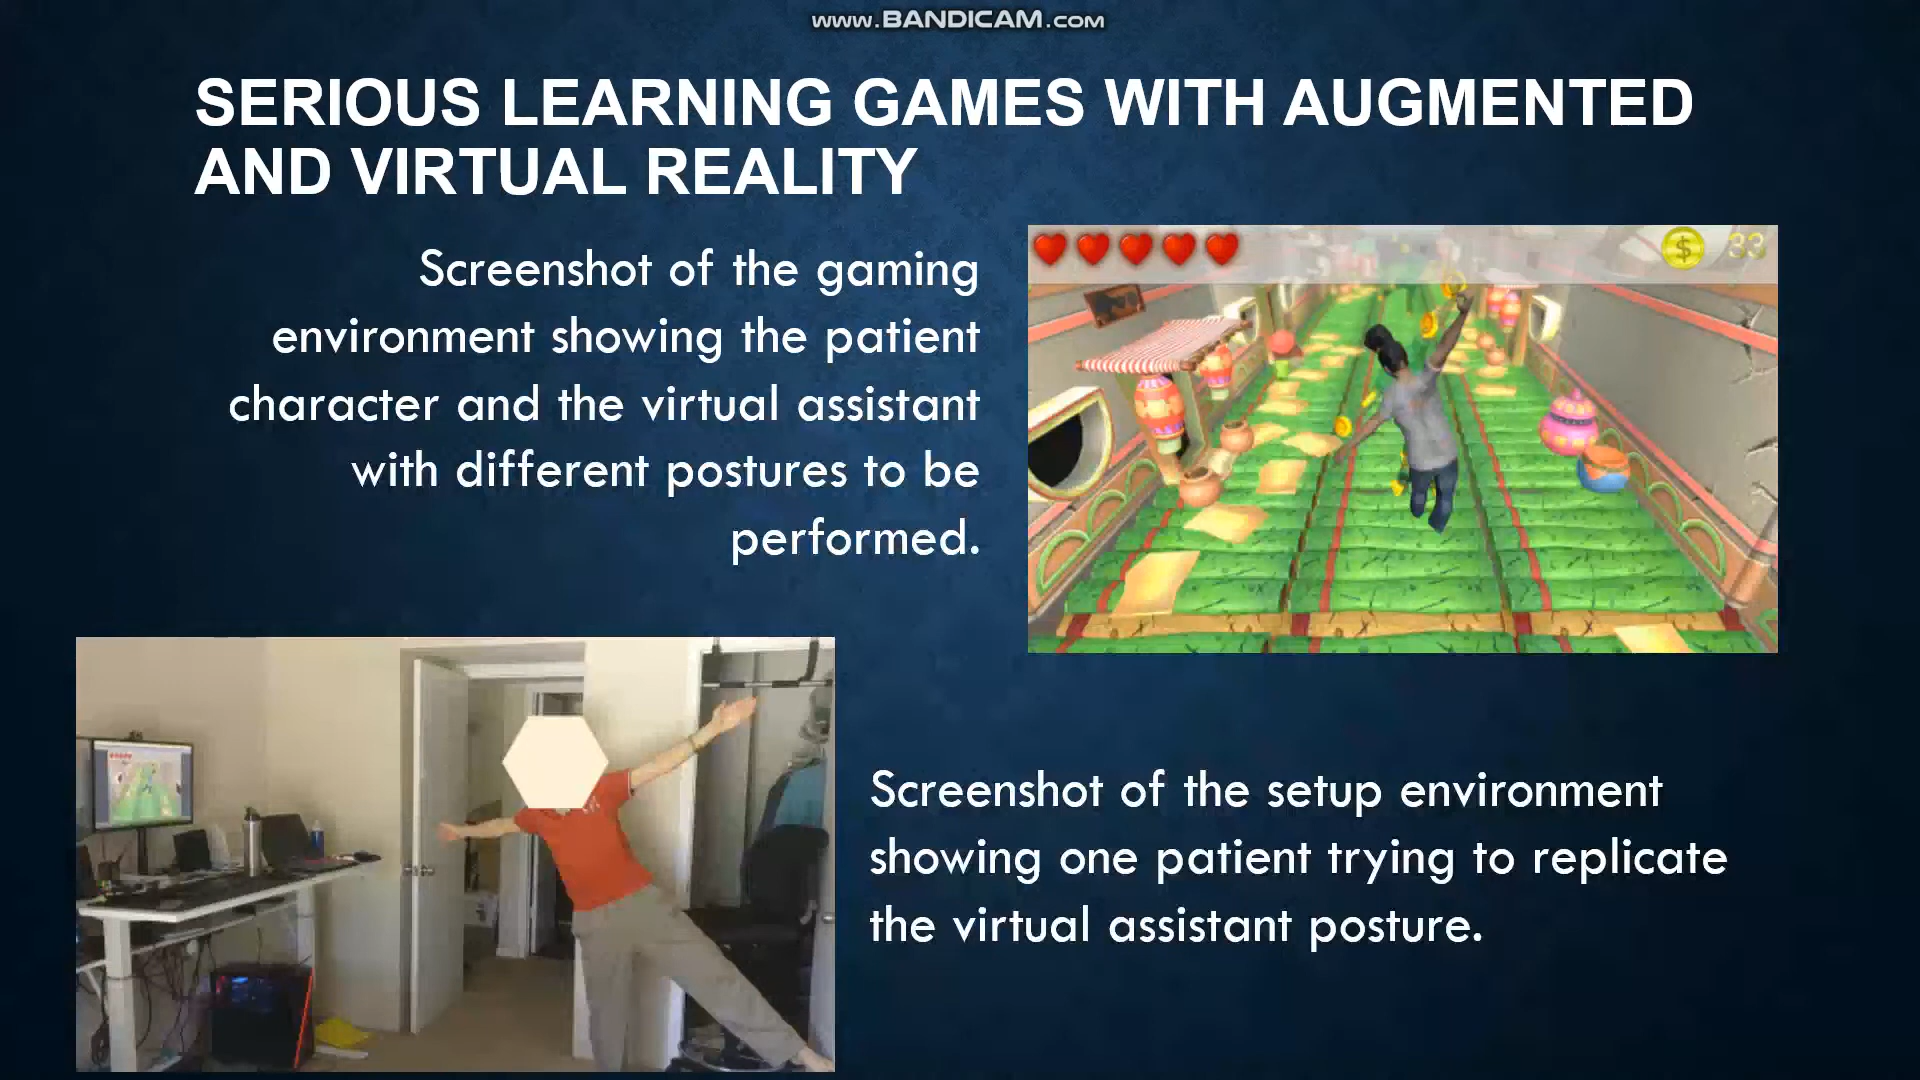 www.BANDICAM.com
SERIOUS LEARNING GAMES WITH AUGMENTED
AND VIRTUAL REALITY
Screenshot of the gaming
environment showing the patient
character and the virtual assistant
with different postures to be
performed.
$ 33
Screenshot of the setup environment
showing one patient trying to replicate
the virtual assistant posture.